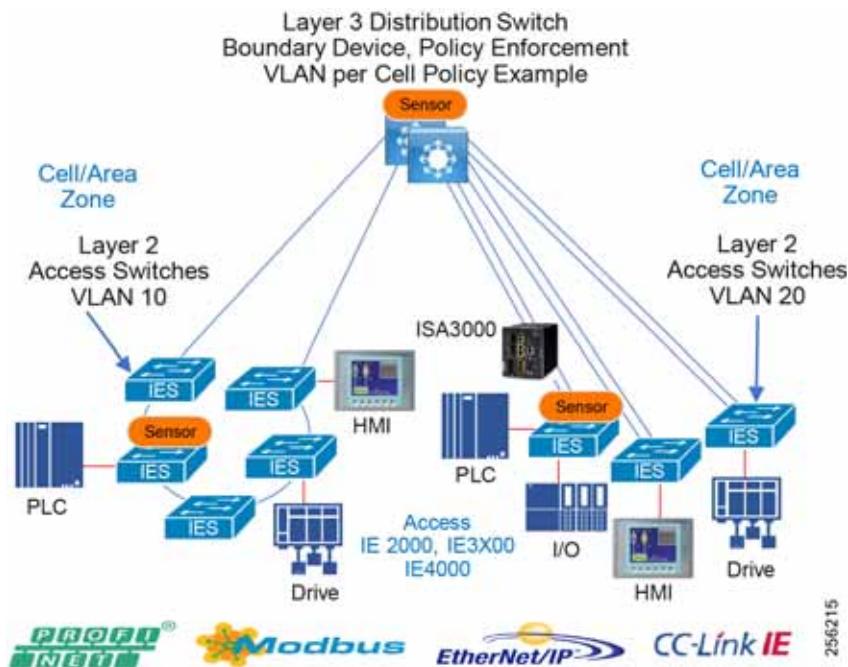 Layer 3 Distribution Switch
Boundary Device, Policy Enforcement
VLAN per Cell Policy Example
Sensor
Cell/Area
Zone
Layer 2
Access Switches
VLAN 10
Cell/Area
Zone
Layer 2
Access Switches
VLAN 20
ISA3000
IES
IES
HMI
Sensor
IES
PLC
IES
IES
Drive
Sensor
IES
PLC
I/O
IES
HMI
IES
Drive
Access
IE 2000, IE3X00
IE4000
PROFI
NET®
Modbus
EtherNet/IP
CC-Link IE
256215